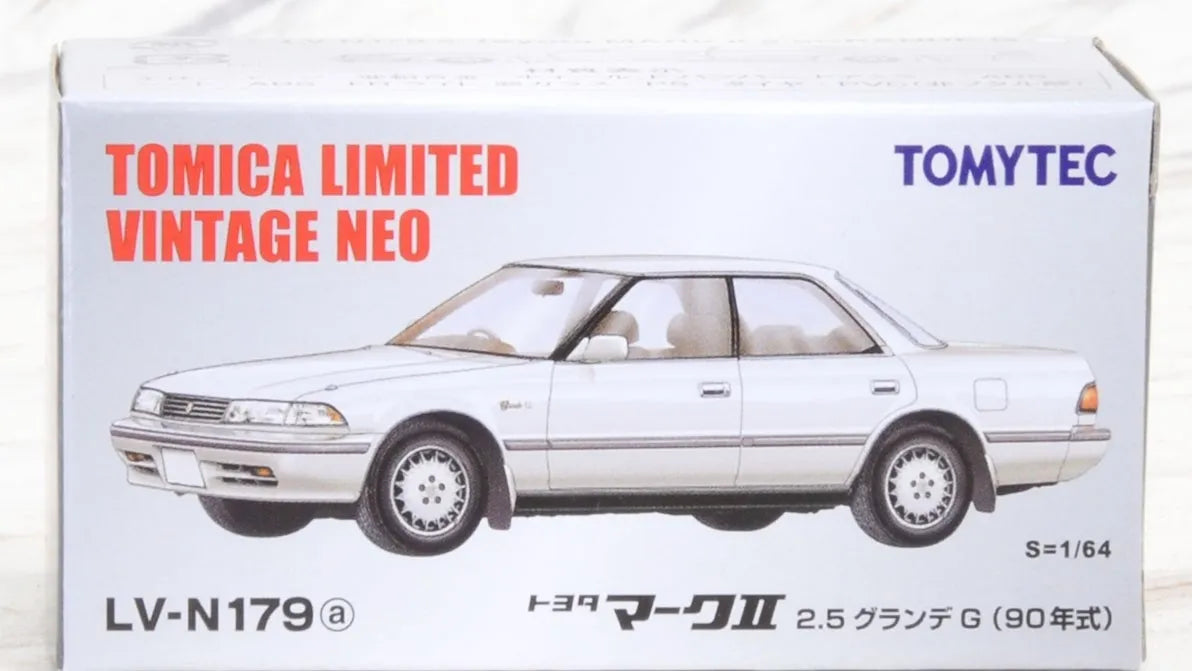 TOMICA LIMITED
VINTAGE NEO
TOMYTEC
S=1/64
LV-N179ⓐ
トヨタ マークII 2.5 グランデ G (90年式)